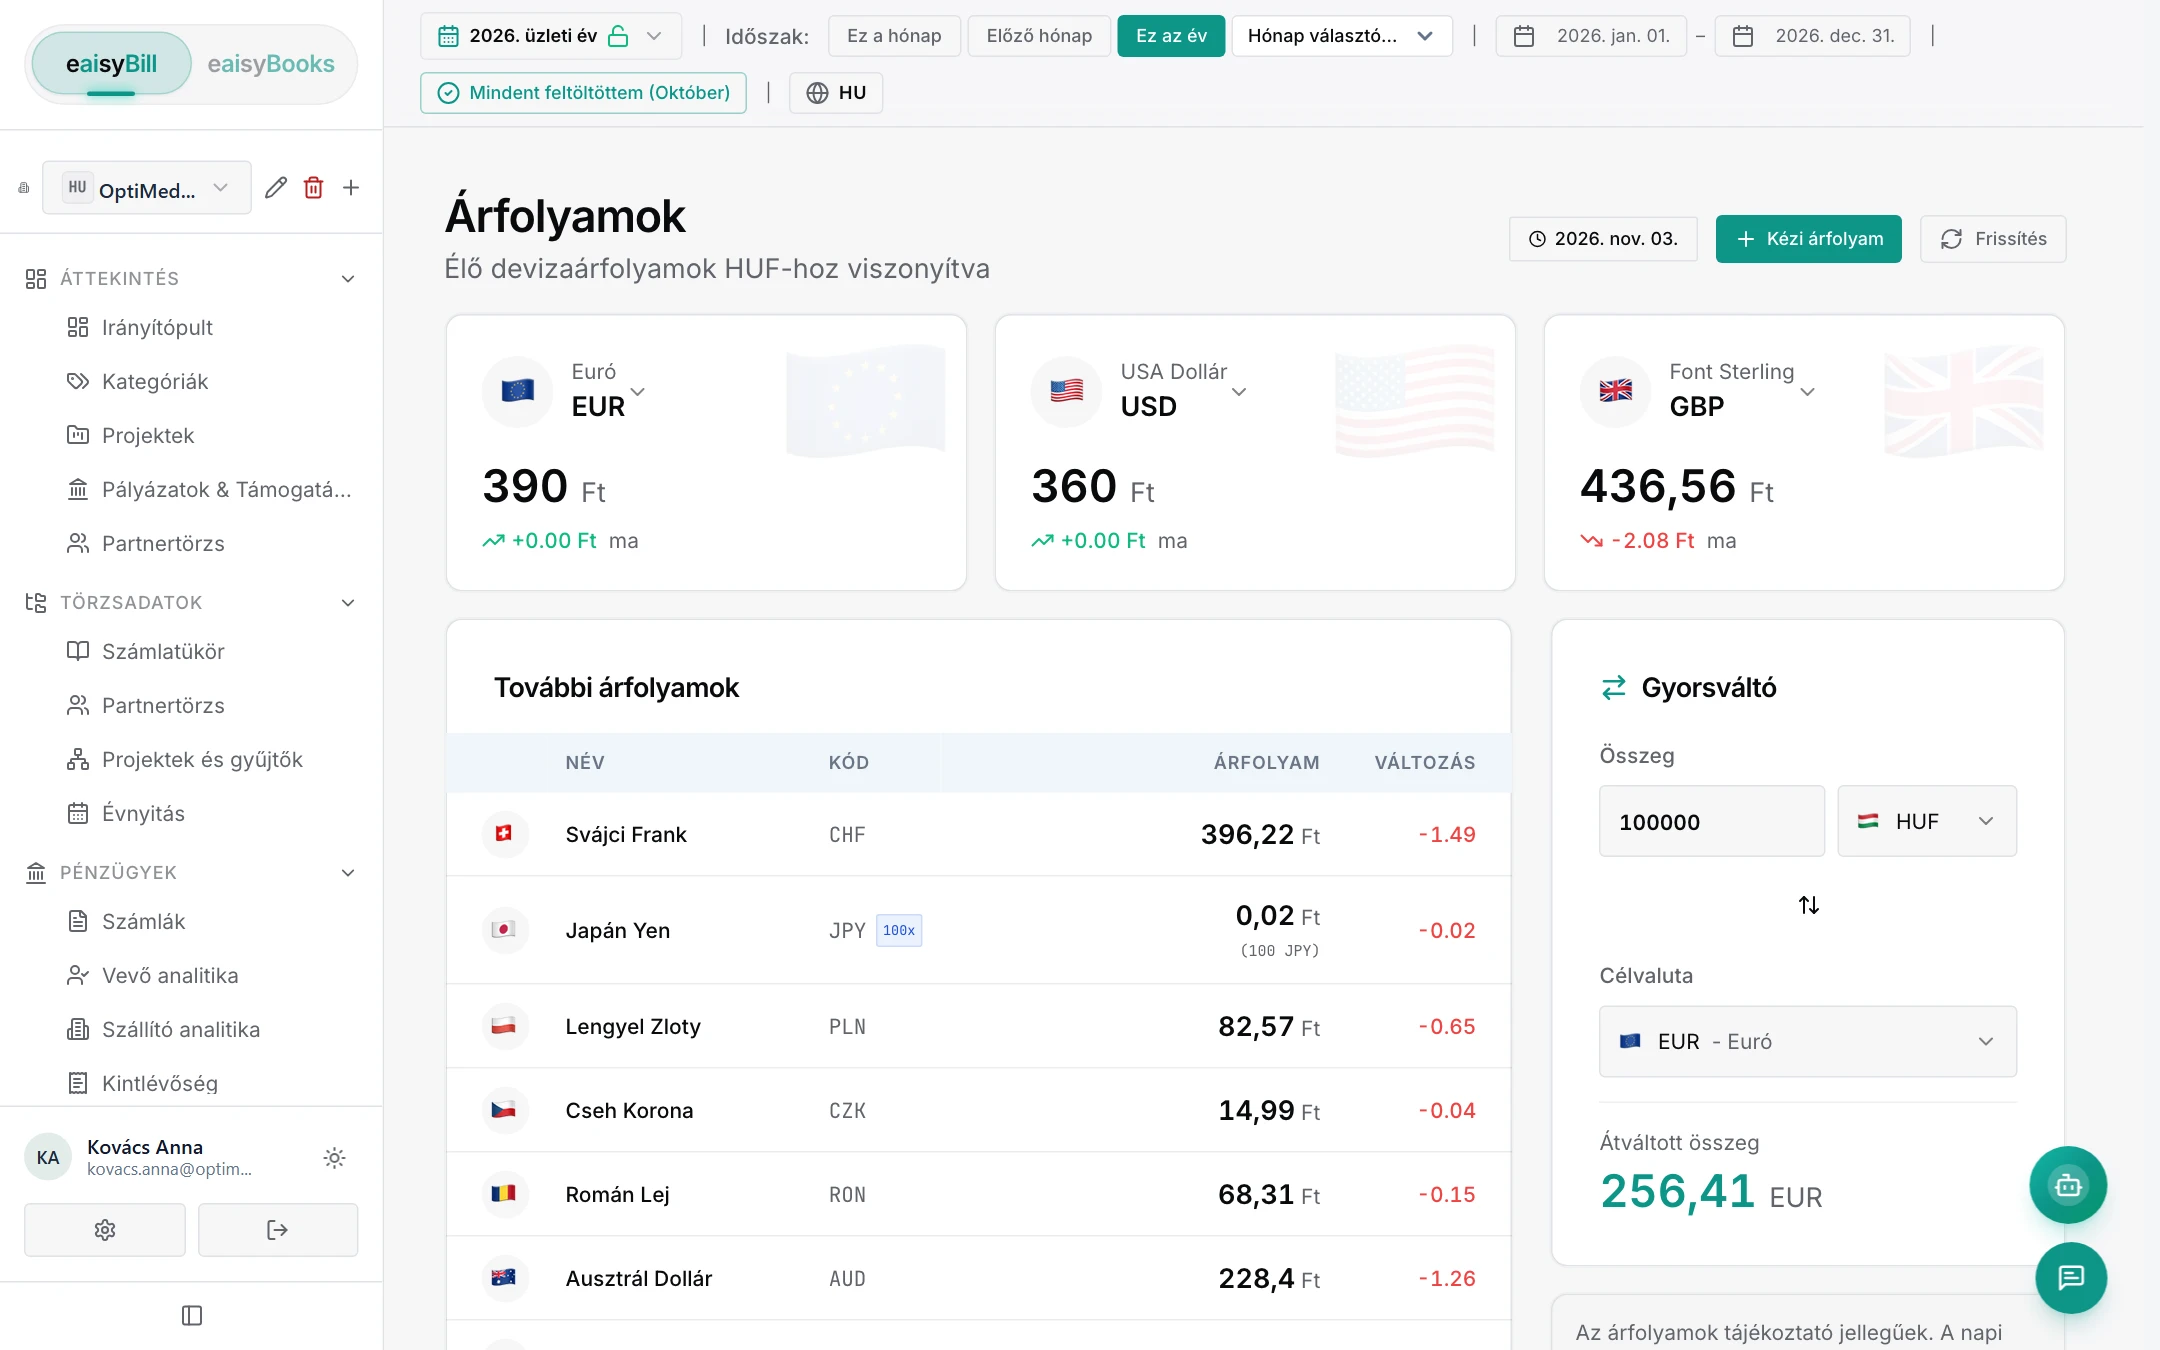 eaisyBill
eaisyBooks
2026. üzleti év
Időszak:
Ez a hónap
Előző hónap
Ez az év
Hónap választó...
2026. jan. 01.
–
2026. dec. 31.
Mindent feltöltöttem (Október)
HU
HU OptiMed...
ÁTTEKINTÉS
Irányítópult
Kategóriák
Projektek
Pályázatok & Támogatá...
Partnertörzs
TÖRZSADATOK
Számlatükör
Partnertörzs
Projektek és gyűjtők
Évnyitás
PÉNZÜGYEK
Számlák
Vevő analitika
Szállító analitika
Kintlévőség
KA
Kovács Anna
kovacs.anna@optim...
Árfolyamok
Élő devizaárfolyamok HUF-hoz viszonyítva
2026. nov. 03.
Kézi árfolyam
Frissítés
Euró
EUR
390 Ft
+0.00 Ft ma
USA Dollár
USD
360 Ft
+0.00 Ft ma
Font Sterling
GBP
436,56 Ft
-2.08 Ft ma
További árfolyamok
NÉV KÓD ÁRFOLYAM VÁLTOZÁS
Svájci Frank CHF 396,22 Ft -1.49
Japán Yen JPY 100x 0,02 Ft -0.02
(100 JPY)
Lengyel Zloty PLN 82,57 Ft -0.65
Cseh Korona CZK 14,99 Ft -0.04
Román Lej RON 68,31 Ft -0.15
Ausztrál Dollár AUD 228,4 Ft -1.26
Gyorsváltó
Összeg
100000
HUF
Célvaluta
EUR - Euró
Átváltott összeg
256,41 EUR
Az árfolyamok tájékoztató jellegűek. A napi